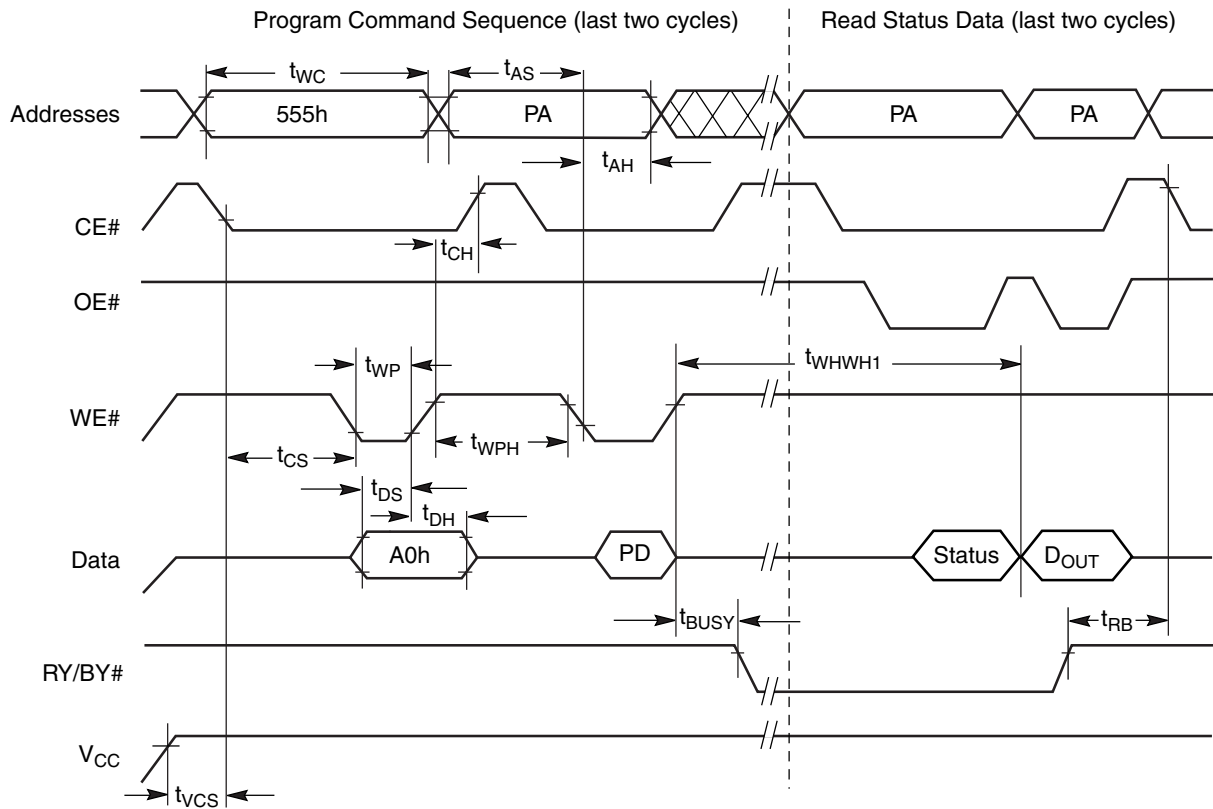 Program Command Sequence (last two cycles)
Read Status Data (last two cycles)
tWC
tAS
Addresses
555h
PA
PA
PA
tAH
CE#
tCH
OE#
tWP
tWHWH1
WE#
tCS
tWPH
tDS
tDH
Data
A0h
PD
Status
DOUT
tBUSY
tRB
RY/BY#
VCC
tVCS